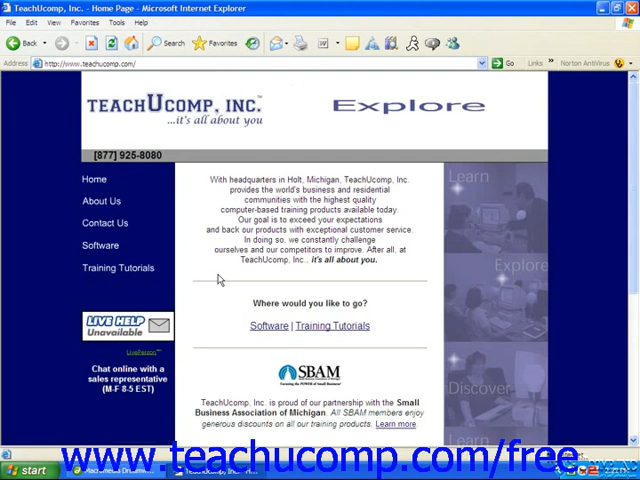 TeachUcomp, Inc. - Home Page - Microsoft Internet Explorer
File Edit View Favorites Tools Help
Back Search Favorites
Address http://www.teachucomp.com/ Go Links Norton AntiVirus
TEACHUCOMP, INC.™
...it's all about you
Explore
[877] 925-8080
Home
About Us
Contact Us
Software
Training Tutorials
LIVE HELP
Unavailable
LivePerson
Chat online with a
sales representative
(M-F 8-5 EST)
With headquarters in Holt, Michigan, TeachUcomp, Inc.
provides the world's business and residential
communities with the highest quality
computer-based training products available today.
Our goal is to exceed your expectations
and back our products with exceptional customer service.
In doing so, we constantly challenge
ourselves and our competitors to improve. After all, at
TeachUcomp, Inc., it's all about you.
Where would you like to go?
Software | Training Tutorials
SBAM
TeachUcomp, Inc. is proud of our partnership with the Small
Business Association of Michigan. All SBAM members enjoy
generous discounts on all our training products. Learn more.
Learn
Explore
Discover
Learn
www.teachucomp.com/free
start